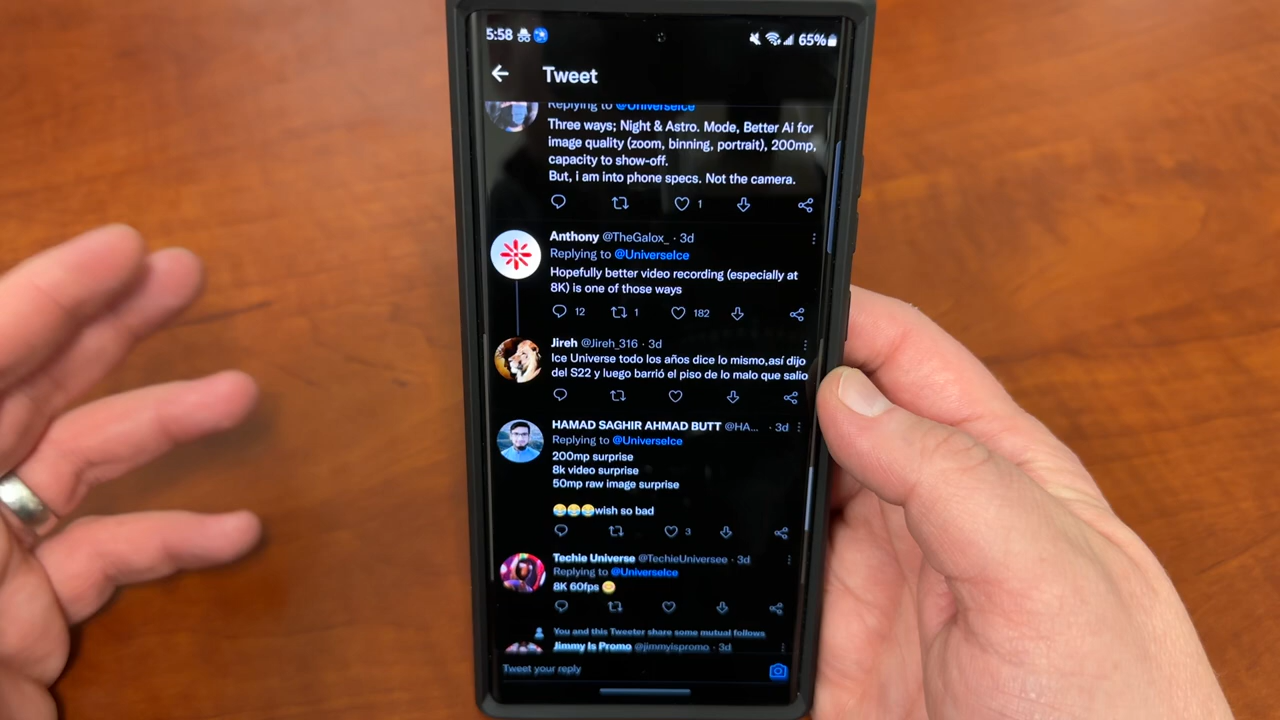 5:58
65%
Tweet
Replying to @UniverseIce
Three ways; Night & Astro. Mode, Better Ai for
image quality (zoom, binning, portrait), 200mp,
capacity to show-off.
But, i am into phone specs. Not the camera.
1
Anthony @TheGalox_ · 3d
Replying to @UniverseIce
Hopefully better video recording (especially at
8K) is one of those ways
12 1 182
Jireh @Jireh_316 · 3d
Ice Universe todo los años dice lo mismo,así dijo
del S22 y luego barrió el piso de lo malo que salio
HAMAD SAGHIR AHMAD BUTT @HA... · 3d
Replying to @UniverseIce
200mp surprise
8k video surprise
50mp raw image surprise
😂😂😂wish so bad
3
Techie Universe @TechieUniversee · 3d
Replying to @UniverseIce
8K 60fps 😊
You and this Tweeter share some mutual follows
Jimmy Is Promo @jimmyispromo · 3d
Tweet your reply